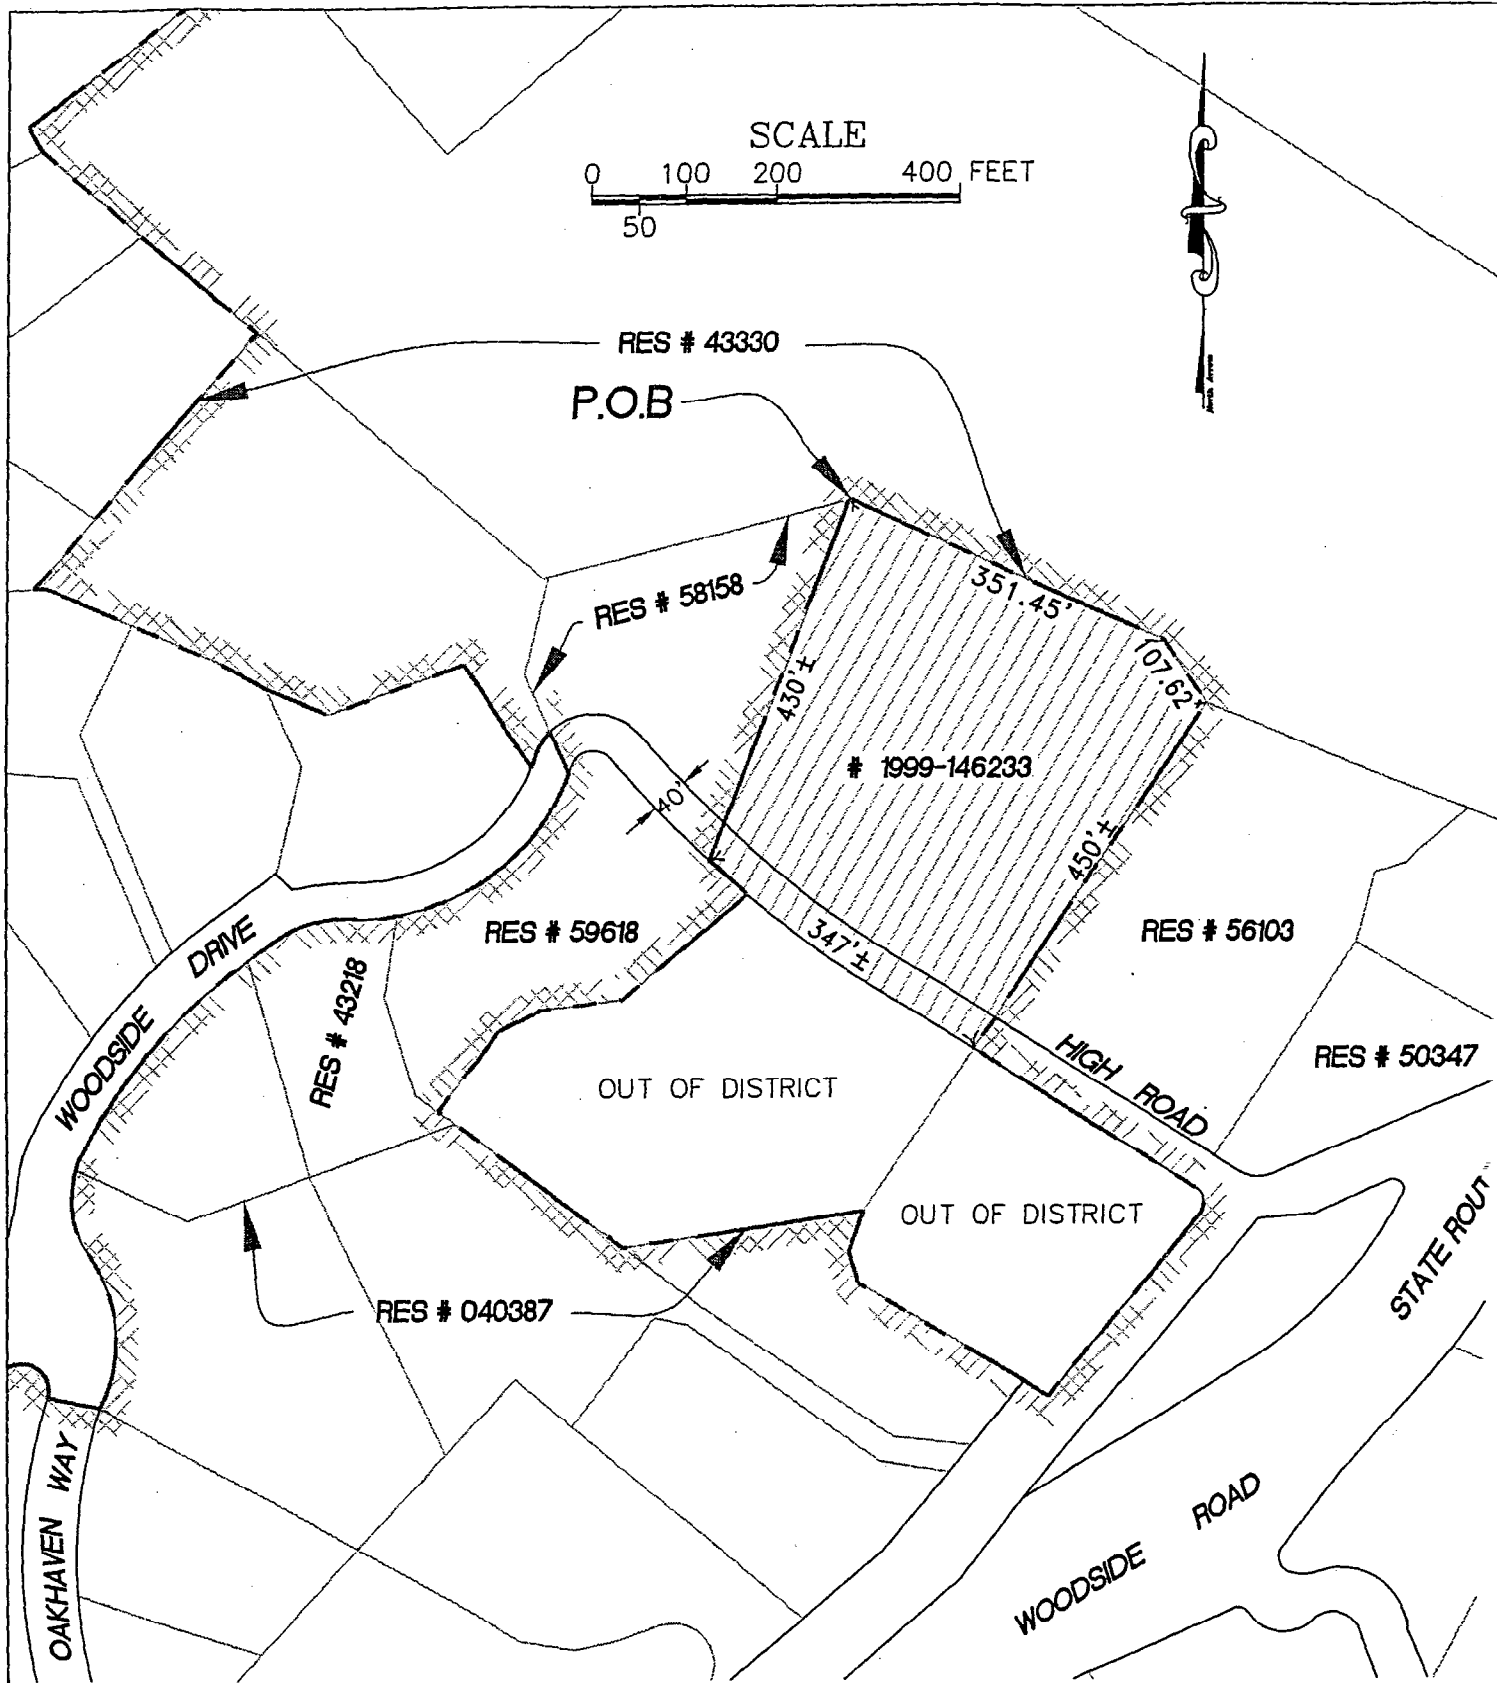 SCALE
0 100 200 400 FEET
50
RES # 43330
P.O.B
North Arrow
351.45'
RES # 58158
107.62'
430'±
# 1999-146233
40'
450'±
RES # 59618
347'±
RES # 56103
WOODSIDE DRIVE
RES # 43218
HIGH ROAD
RES # 50347
OUT OF DISTRICT
OUT OF DISTRICT
STATE ROUT
RES # 040387
OAKHAVEN WAY
WOODSIDE ROAD